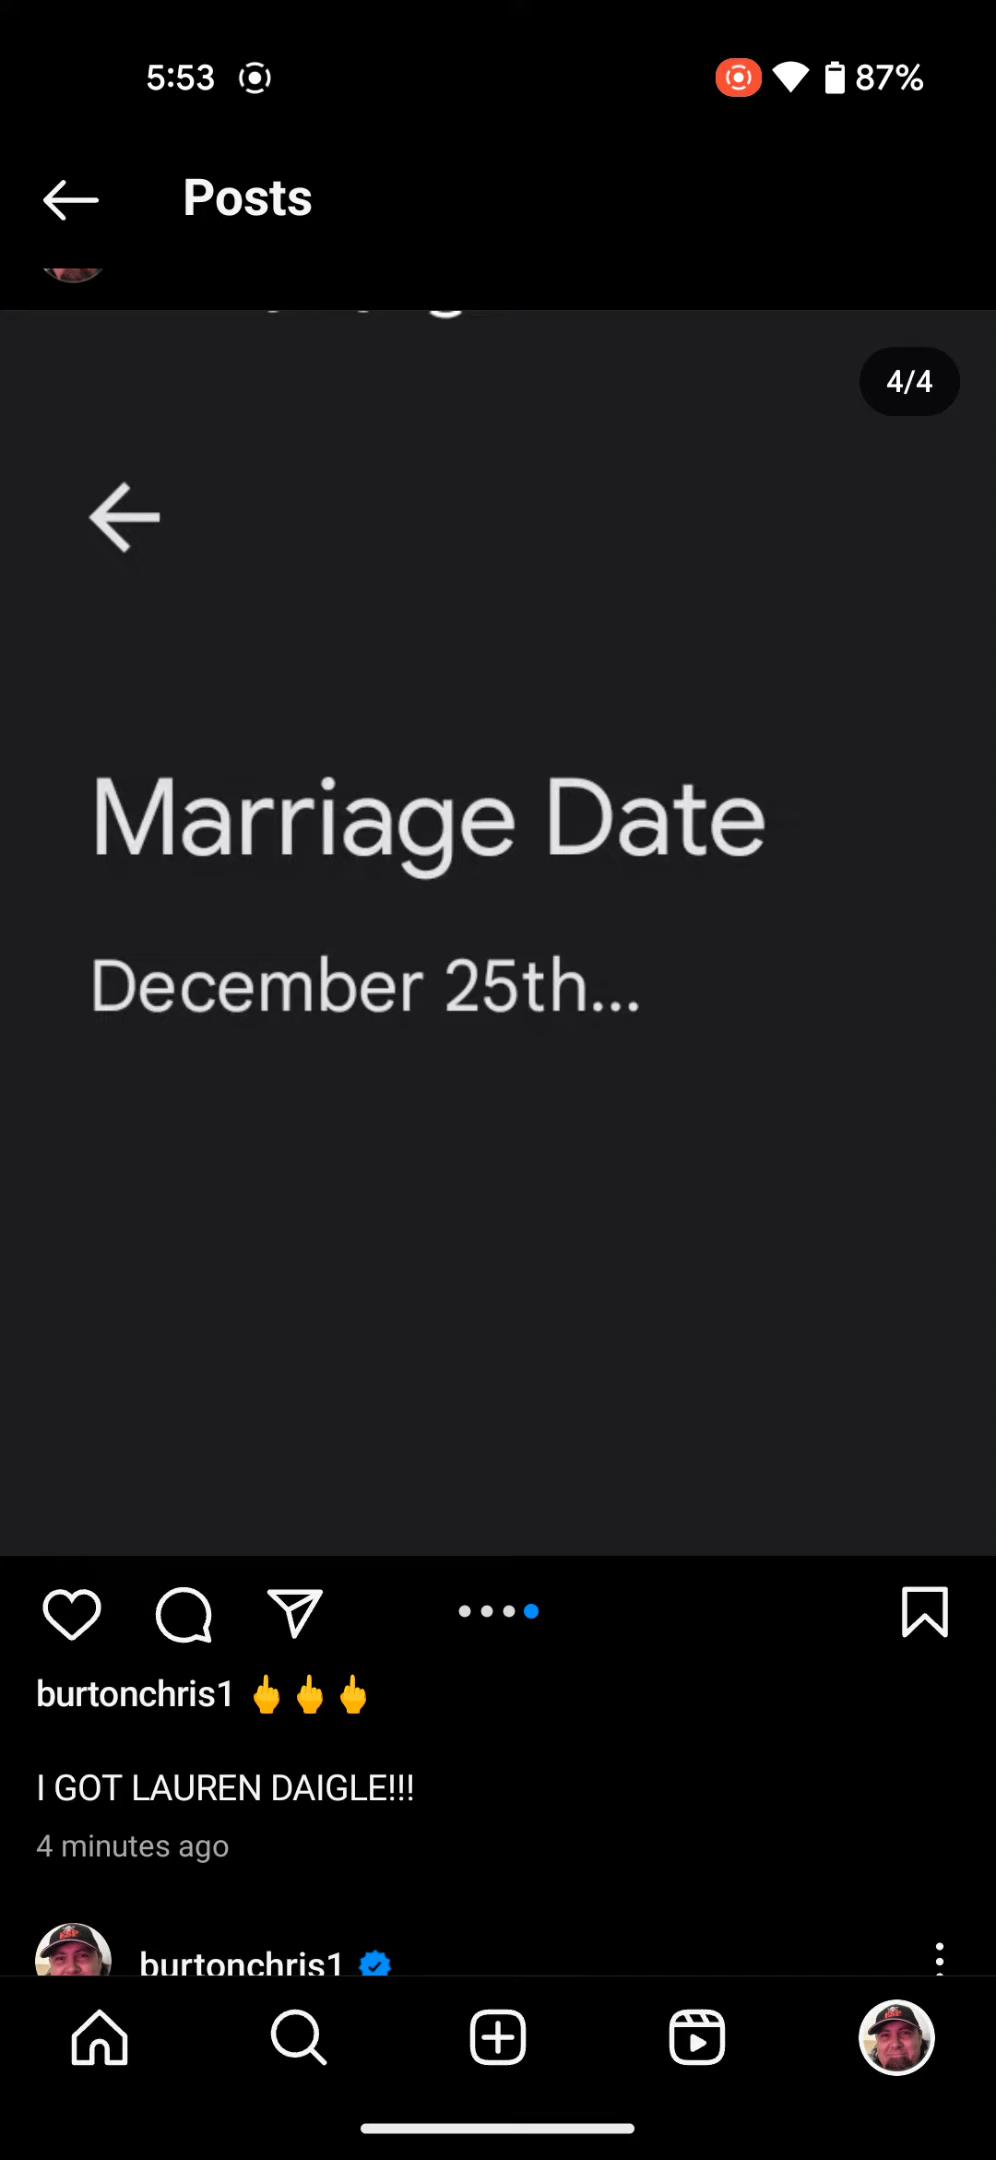 5:53
87%
Posts
4/4
Marriage Date
December 25th...
burtonchris1 🖕🖕🖕
I GOT LAUREN DAIGLE!!!
4 minutes ago
burtonchris1